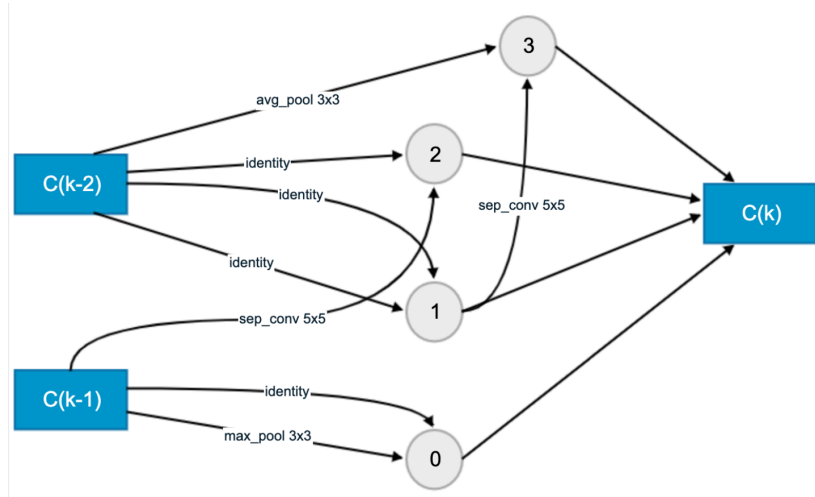 3
avg_pool 3x3
2
identity
C(k-2)
identity
sep_conv 5x5
C(k)
identity
1
sep_conv 5x5
identity
C(k-1)
max_pool 3x3
0